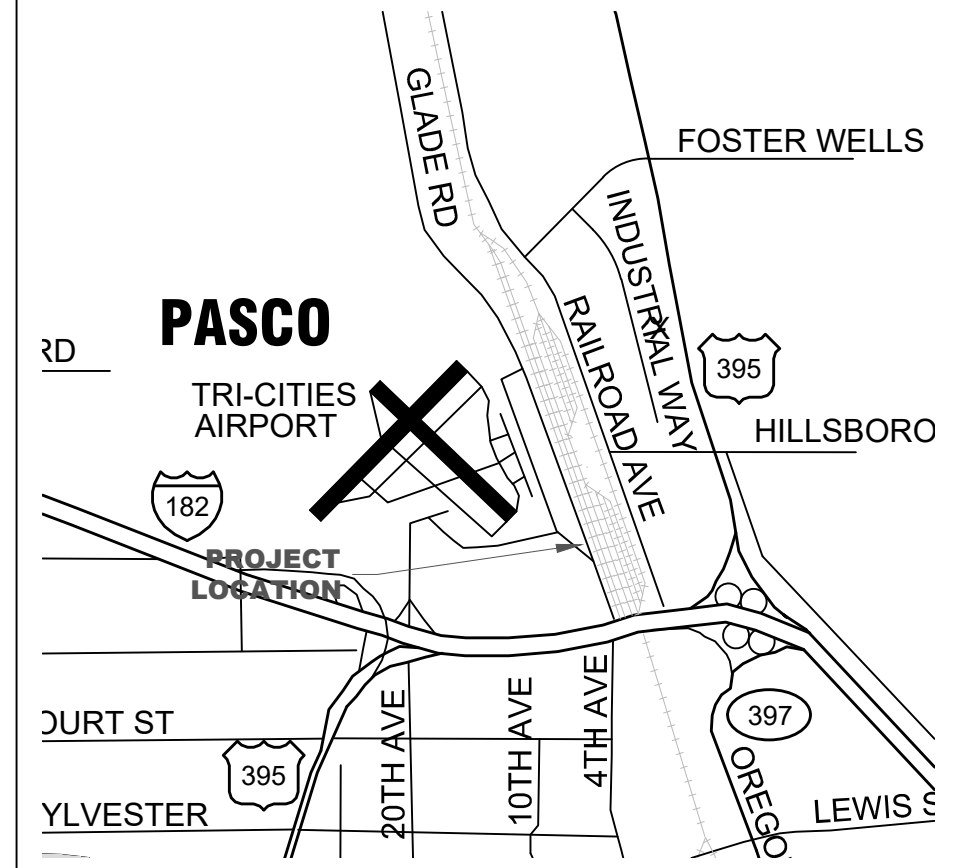 GLADE RD
FOSTER WELLS
INDUSTRIAL WAY
PASCO
RAILROAD AVE
RD
395
TRI-CITIES
AIRPORT
HILLSBORO
182
PROJECT
LOCATION
20TH AVE
10TH AVE
4TH AVE
397
OURT ST
395
OREGO
YLVESTER
LEWIS S